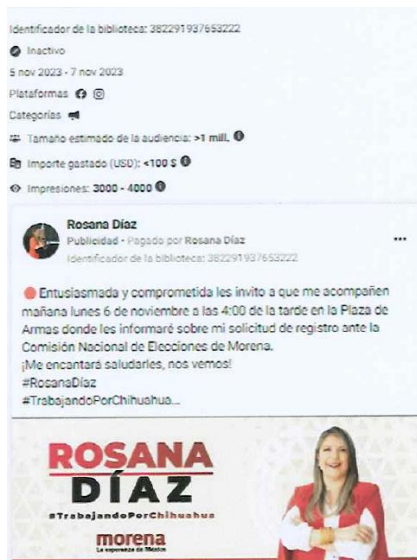 Identificador de la biblioteca: 382291937653222
Inactivo
5 nov 2023 - 7 nov 2023
Plataformas
Categorías
Tamaño estimado de la audiencia: >1 mill.
Importe gastado (USD): <100 $
Impresiones: 3000 - 4000
Rosana Díaz
Publicidad · Pagado por Rosana Díaz
Identificador de la biblioteca: 382291937653222
Entusiasmada y comprometida les invito a que me acompañen
mañana lunes 6 de noviembre a las 4:00 de la tarde en la Plaza de
Armas donde les informaré sobre mi solicitud de registro ante la
Comisión Nacional de Elecciones de Morena.
¡Me encantará saludarles, nos vemos!
#RosanaDíaz
#TrabajandoPorChihuahua...
ROSANA
DÍAZ
#TrabajandoPorChihuahua
morena
La esperanza de México